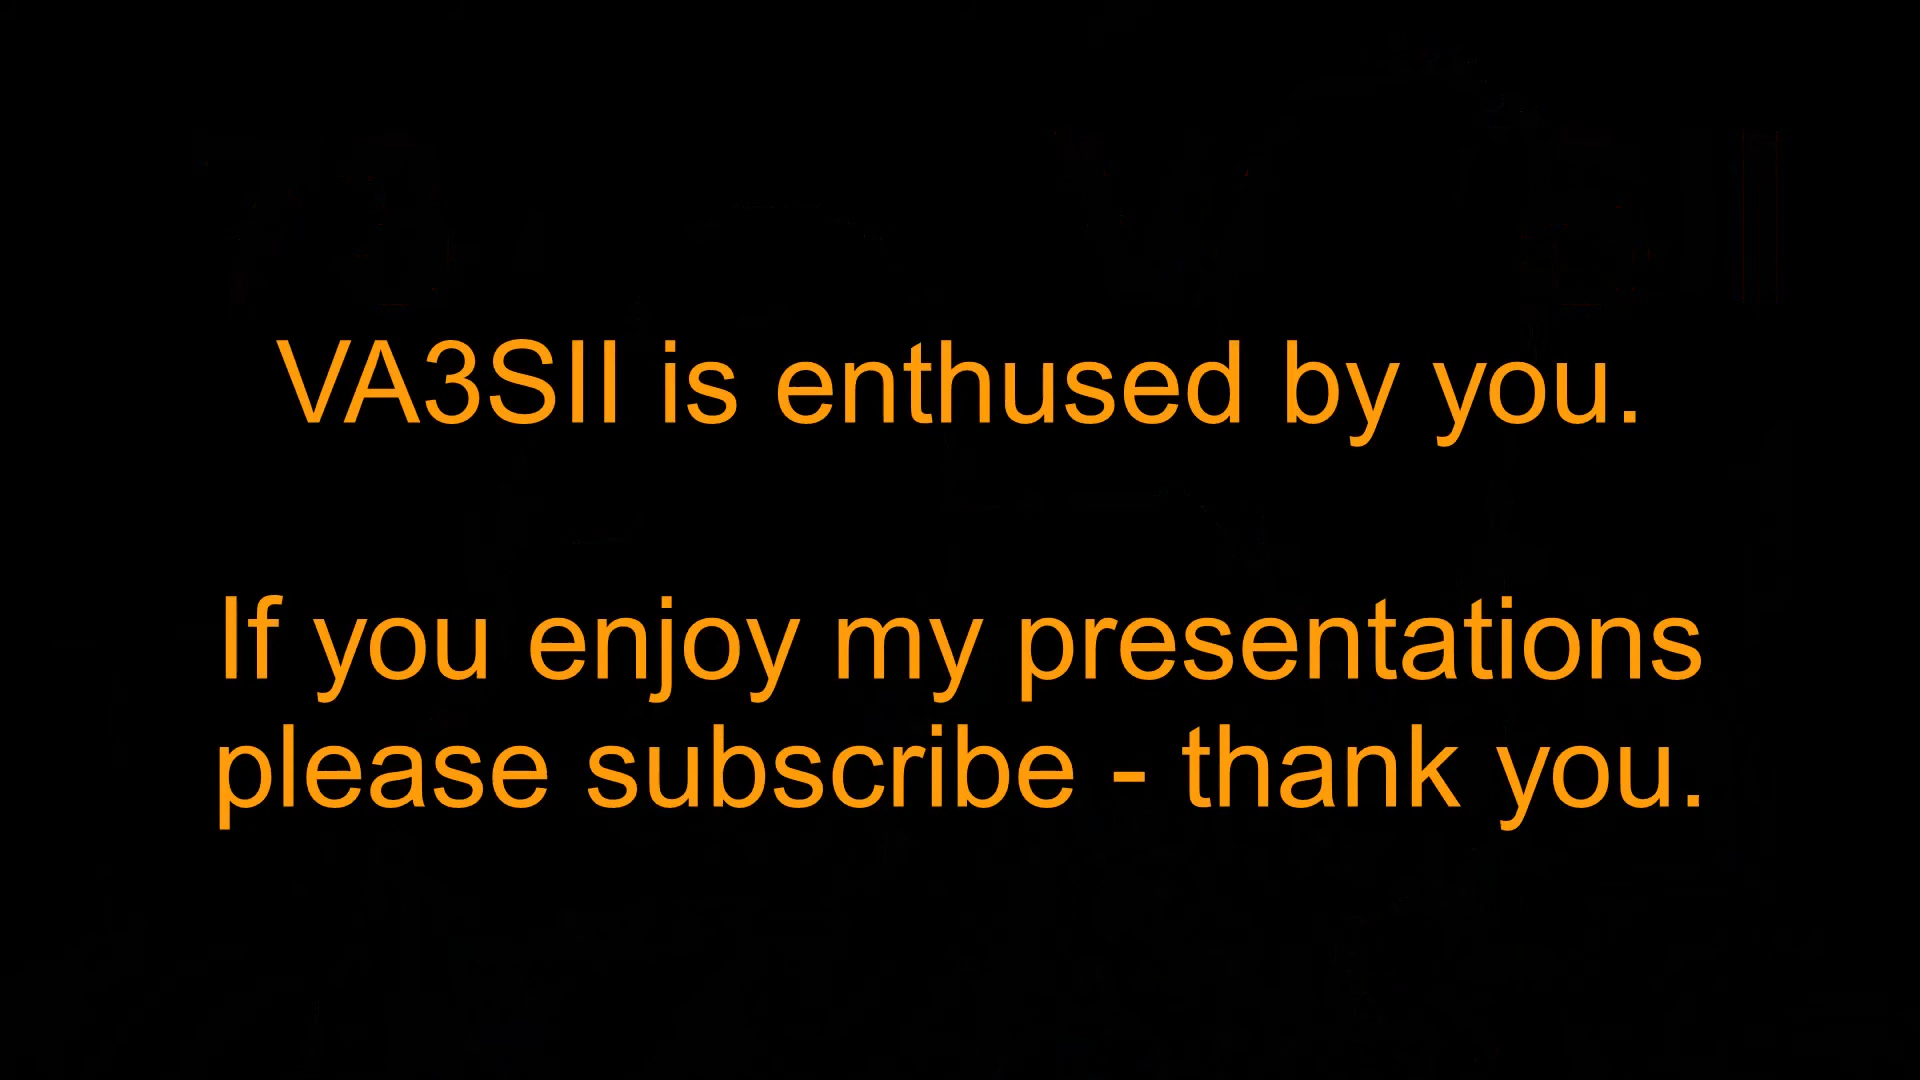 VA3SII is enthused by you.
If you enjoy my presentations
please subscribe - thank you.